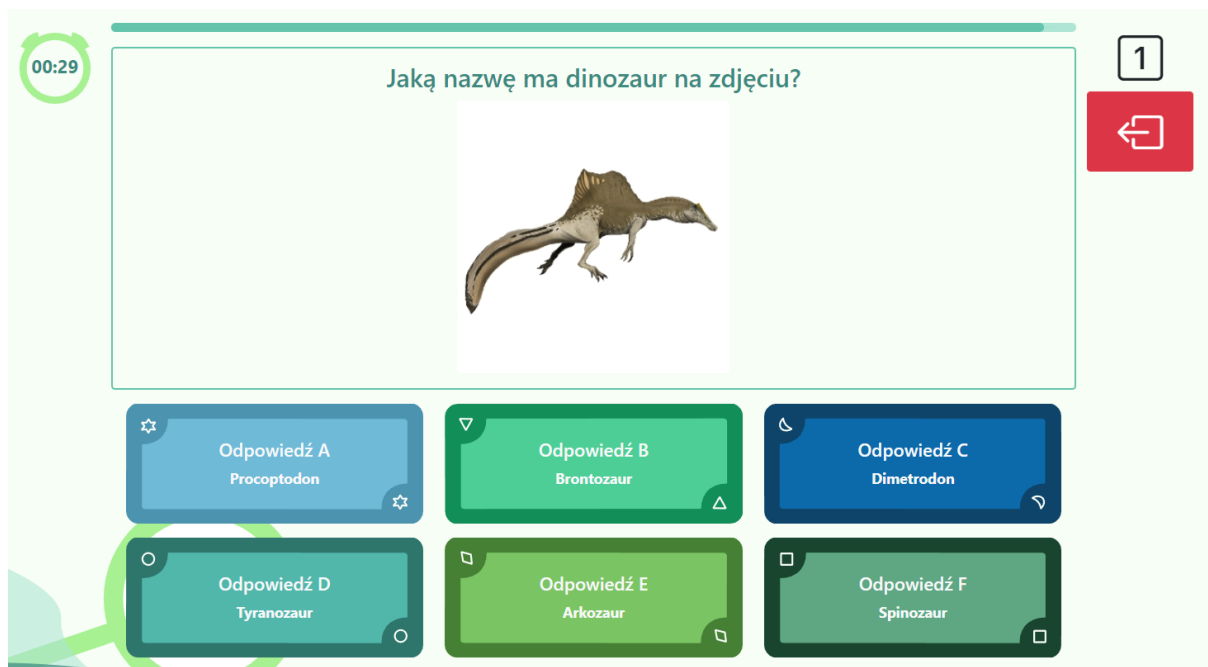 00:29
Jaką nazwę ma dinozaur na zdjęciu?
1
Odpowiedź A
Procoptodon
Odpowiedź B
Brontozaur
Odpowiedź C
Dimetrodon
Odpowiedź D
Tyranozaur
Odpowiedź E
Arkozaur
Odpowiedź F
Spinozaur